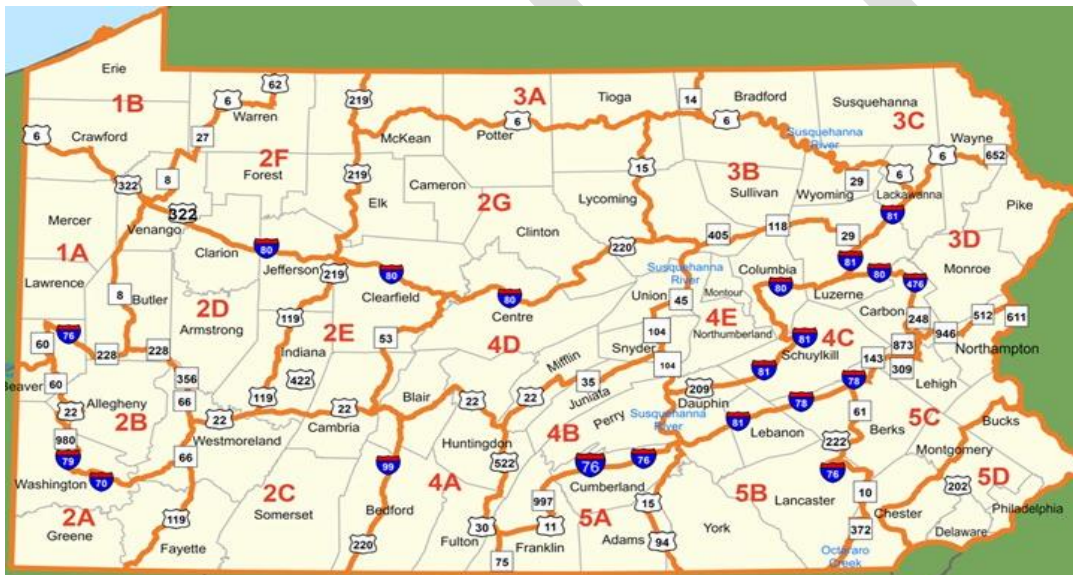 Erie
62
1B
6
219
3A
Tioga
14
Bradford
Susquehanna
Warren
6
6
Crawford
27
McKean
Potter
6
6
Susquehanna
River
3C
Wayne
2F
6
652
8
Forest
219
15
3B
6
322
Cameron
Sullivan
Wyoming
29
Lackawanna
Elk
2G
Lycoming
Pike
Mercer
322
81
Venango
Clinton
118
405
29
3D
1A
Clarion
80
220
81
Jefferson
219
80
Susquehanna
River
Columbia
80
Monroe
Lawrence
Clearfield
80
Luzerne
476
8
Butler
80
Union
45
Montour
2D
119
Centre
4E
Carbon
248
512
611
Armstrong
2E
53
104
Northumberland
81
4C
946
76
4D
Snyder
Schuylkill
873
Northampton
60
228
228
Indiana
Mifflin
104
81
143
309
Beaver
422
35
Juniata
78
Lehigh
60
356
Blair
209
22
Allegheny
66
119
22
22
Dauphin
78
61
5C
2B
22
22
Perry
Susquehanna
River
81
Lebanon
Berks
Bucks
980
Westmoreland
Cambria
Huntingdon
4B
222
Montgomery
79
66
99
522
76
76
76
Washington
70
4A
Cumberland
202
5D
2C
997
15
5B
Lancaster
10
Philadelphia
2A
119
Somerset
Bedford
30
11
5A
York
Chester
Greene
Fulton
372
Delaware
Fayette
220
75
Franklin
Adams
94
Octararo
Creek